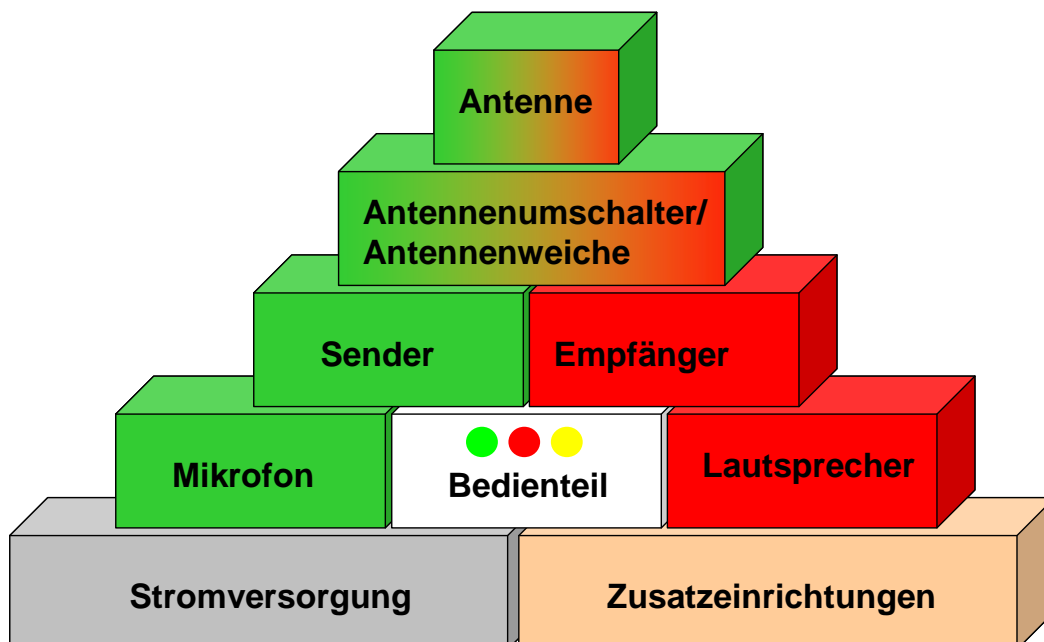 Antenne
Antennenumschalter/
Antennenweiche
Sender
Empfänger
Mikrofon
Bedienteil
Lautsprecher
Stromversorgung
Zusatzeinrichtungen